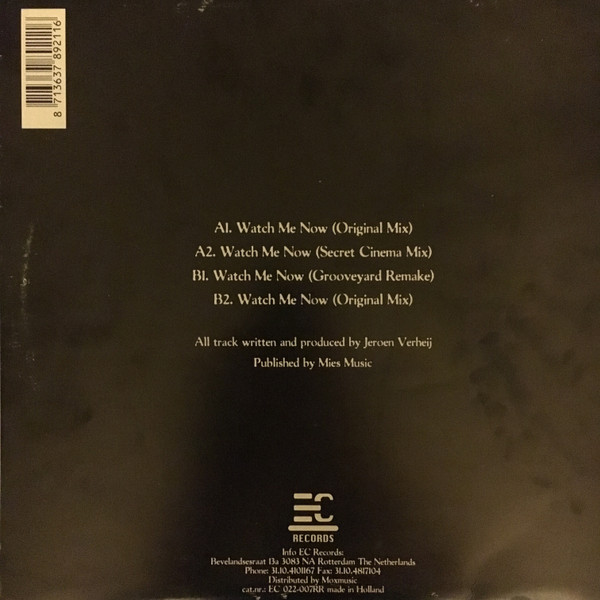 8 713637 892116
A1. Watch Me Now (Original Mix)
A2. Watch Me Now (Secret Cinema Mix)
B1. Watch Me Now (Grooveyard Remake)
B2. Watch Me Now (Original Mix)
All track written and produced by Jeroen Verheij
Published by Mies Music
EC
RECORDS
Info EC Records:
Bevelandsesraat 13a 3083 NA Rotterdam The Netherlands
Phone: 31.10.4101167 Fax: 31.10.4817104
Distributed by Moxmusic
cat.nr.: EC 022-007RR made in Holland